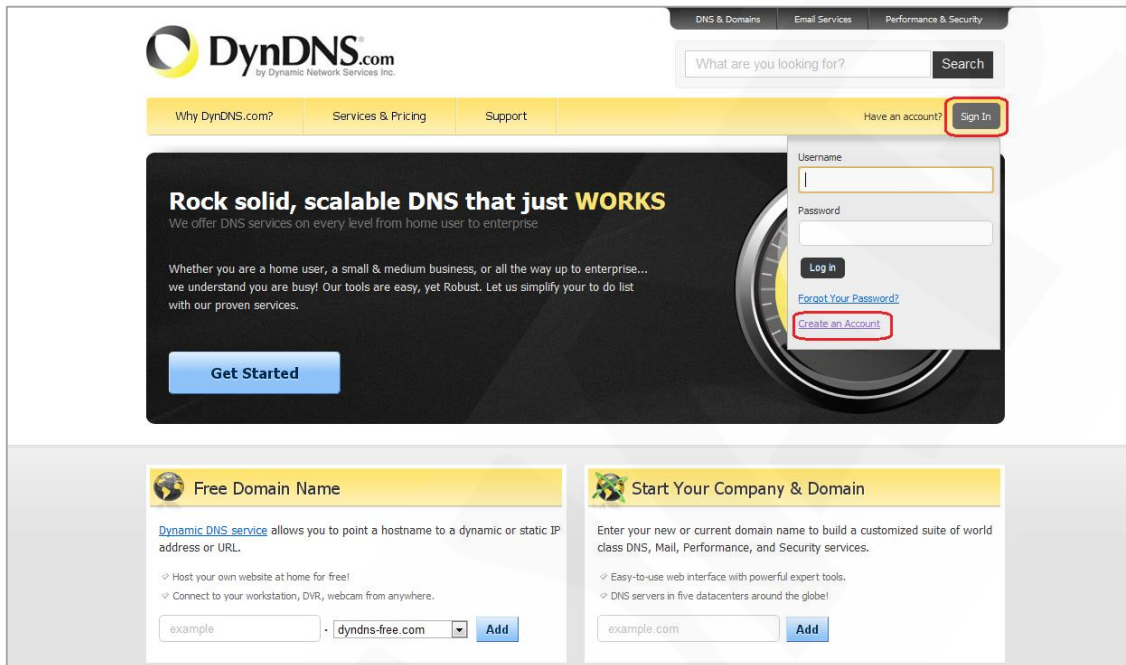 DNS & Domains Email Services Performance & Security
DynDNS.com
by Dynamic Network Services Inc.
What are you looking for? Search
Why DynDNS.com? Services & Pricing Support Have an account? Sign In
Username
Password
Log in
Forgot Your Password?
Create an Account
Rock solid, scalable DNS that just WORKS
We offer DNS services on every level from home user to enterprise
Whether you are a home user, a small & medium business, or all the way up to enterprise...
we understand you are busy! Our tools are easy, yet Robust. Let us simplify your to do list
with our proven services.
Get Started
Free Domain Name
Dynamic DNS service allows you to point a hostname to a dynamic or static IP
address or URL.
Host your own website at home for free!
Connect to your workstation, DVR, webcam from anywhere.
example . dyndns-free.com Add
Start Your Company & Domain
Enter your new or current domain name to build a customized suite of world
class DNS, Mail, Performance, and Security services.
Easy-to-use web interface with powerful expert tools.
DNS servers in five datacenters around the globe!
example.com Add